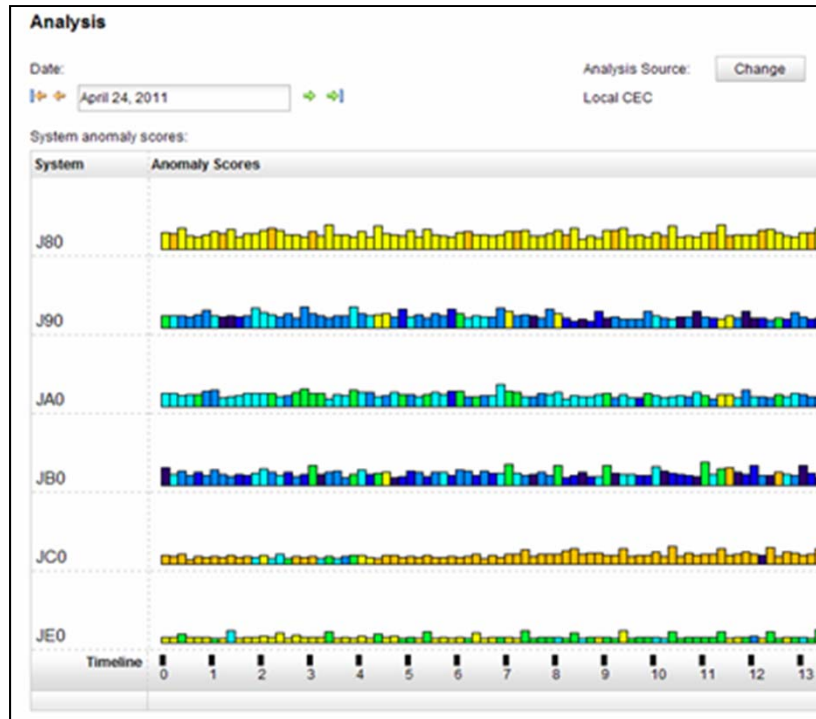 Analysis
Date:
April 24, 2011
Analysis Source:
Change
Local CEC
System anomaly scores:
System
Anomaly Scores
J80
J90
JA0
JB0
JC0
JE0
Timeline
0 1 2 3 4 5 6 7 8 9 10 11 12 13